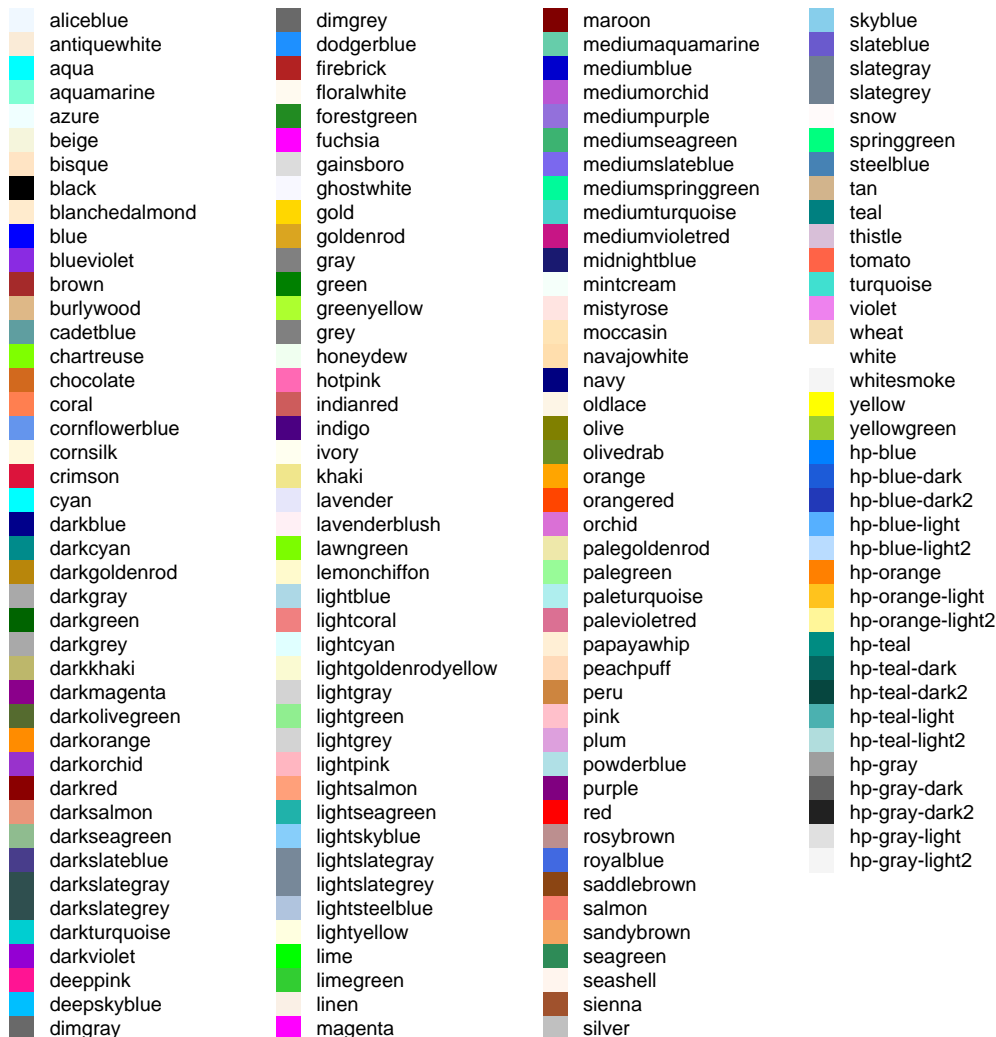 aliceblue
antiquewhite
aqua
aquamarine
azure
beige
bisque
black
blanchedalmond
blue
blueviolet
brown
burlywood
cadetblue
chartreuse
chocolate
coral
cornflowerblue
cornsilk
crimson
cyan
darkblue
darkcyan
darkgoldenrod
darkgray
darkgreen
darkgrey
darkkhaki
darkmagenta
darkolivegreen
darkorange
darkorchid
darkred
darksalmon
darkseagreen
darkslateblue
darkslategray
darkslategrey
darkturquoise
darkviolet
deeppink
deepskyblue
dimgray
dimgrey
dodgerblue
firebrick
floralwhite
forestgreen
fuchsia
gainsboro
ghostwhite
gold
goldenrod
gray
green
greenyellow
grey
honeydew
hotpink
indianred
indigo
ivory
khaki
lavender
lavenderblush
lawngreen
lemonchiffon
lightblue
lightcoral
lightcyan
lightgoldenrodyellow
lightgray
lightgreen
lightgrey
lightpink
lightsalmon
lightseagreen
lightskyblue
lightslategray
lightslategrey
lightsteelblue
lightyellow
lime
limegreen
linen
magenta
maroon
mediumaquamarine
mediumblue
mediumorchid
mediumpurple
mediumseagreen
mediumslateblue
mediumspringgreen
mediumturquoise
mediumvioletred
midnightblue
mintcream
mistyrose
moccasin
navajowhite
navy
oldlace
olive
olivedrab
orange
orangered
orchid
palegoldenrod
palegreen
paleturquoise
palevioletred
papayawhip
peachpuff
peru
pink
plum
powderblue
purple
red
rosybrown
royalblue
saddlebrown
salmon
sandybrown
seagreen
seashell
sienna
silver
skyblue
slateblue
slategray
slategrey
snow
springgreen
steelblue
tan
teal
thistle
tomato
turquoise
violet
wheat
white
whitesmoke
yellow
yellowgreen
hp-blue
hp-blue-dark
hp-blue-dark2
hp-blue-light
hp-blue-light2
hp-orange
hp-orange-light
hp-orange-light2
hp-teal
hp-teal-dark
hp-teal-dark2
hp-teal-light
hp-teal-light2
hp-gray
hp-gray-dark
hp-gray-dark2
hp-gray-light
hp-gray-light2